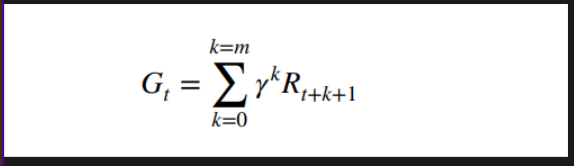 k=m
G_t = ∑ γ^k R_{t+k+1}
k=0